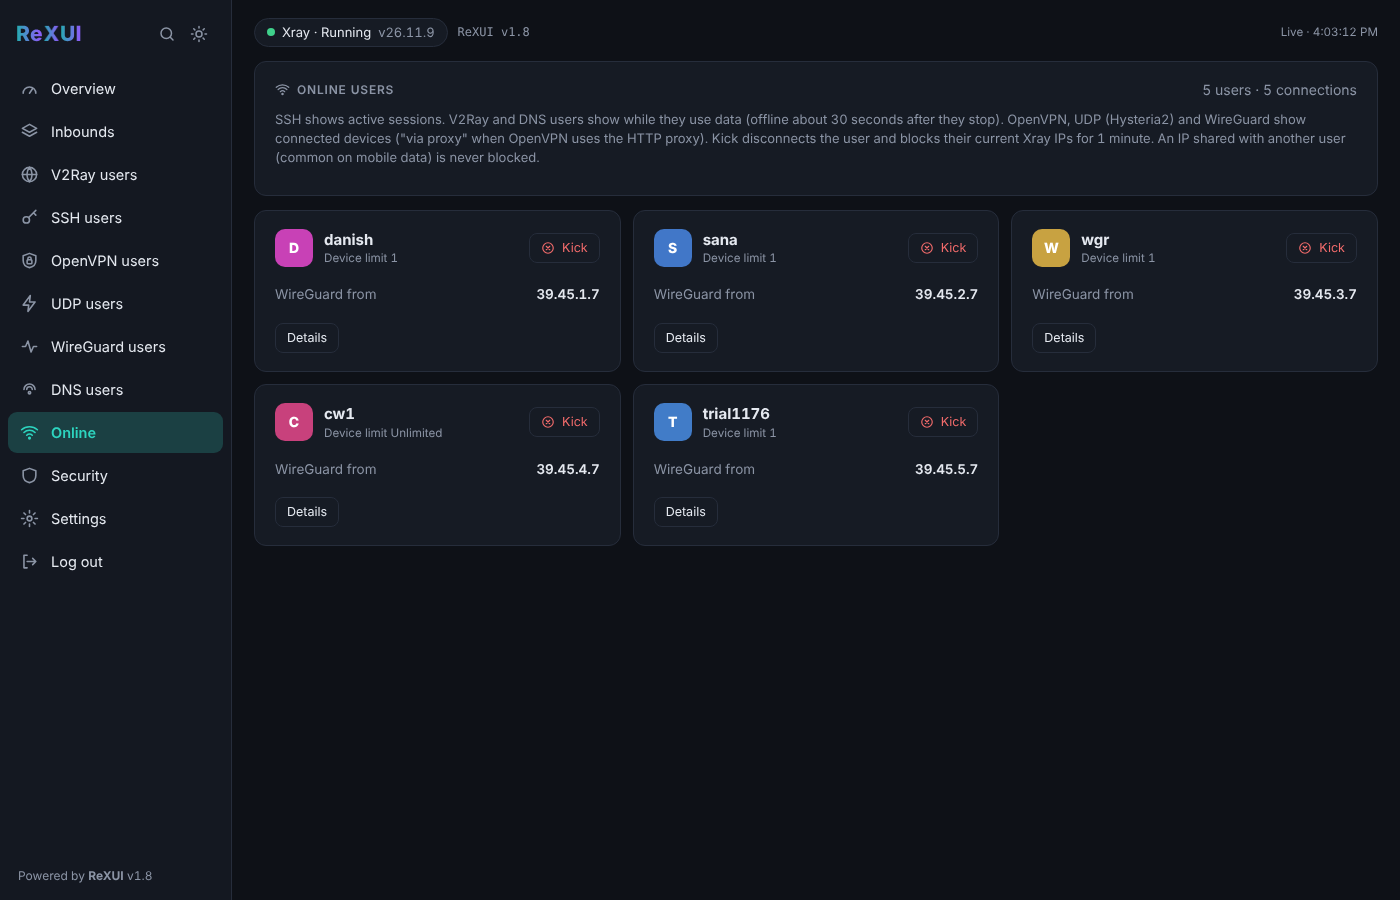 ReXUI
Overview
Inbounds
V2Ray users
SSH users
OpenVPN users
UDP users
WireGuard users
DNS users
Online
Security
Settings
Log out
Powered by ReXUI v1.8
Xray · Running v26.11.9 ReXUI v1.8
Live · 4:03:12 PM
ONLINE USERS
5 users · 5 connections
SSH shows active sessions. V2Ray and DNS users show while they use data (offline about 30 seconds after they stop). OpenVPN, UDP (Hysteria2) and WireGuard show
connected devices ("via proxy" when OpenVPN uses the HTTP proxy). Kick disconnects the user and blocks their current Xray IPs for 1 minute. An IP shared with another user
(common on mobile data) is never blocked.
D
danish
Device limit 1
Kick
WireGuard from 39.45.1.7
Details
S
sana
Device limit 1
Kick
WireGuard from 39.45.2.7
Details
W
wgr
Device limit 1
Kick
WireGuard from 39.45.3.7
Details
C
cw1
Device limit Unlimited
Kick
WireGuard from 39.45.4.7
Details
T
trial1176
Device limit 1
Kick
WireGuard from 39.45.5.7
Details